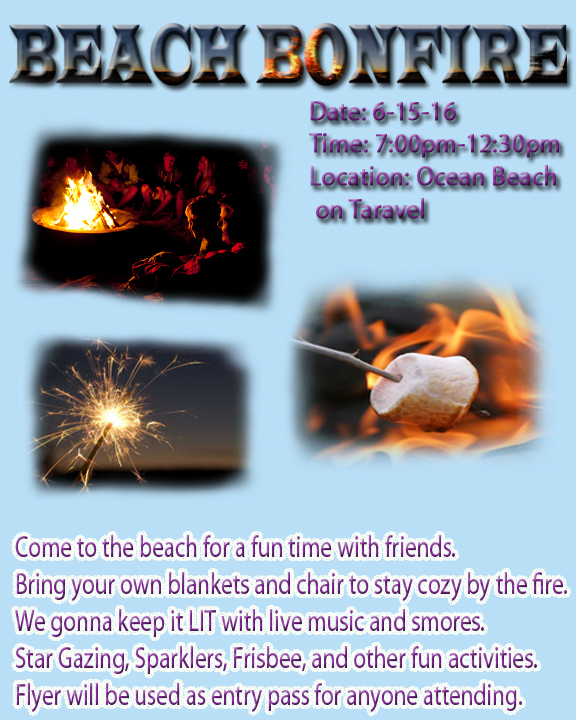 BEACH BONFIRE
Date: 6-15-16
Time: 7:00pm-12:30pm
Location: Ocean Beach
on Taravel
Come to the beach for a fun time with friends.
Bring your own blankets and chair to stay cozy by the fire.
We gonna keep it LIT with live music and smores.
Star Gazing, Sparklers, Frisbee, and other fun activities.
Flyer will be used as entry pass for anyone attending.